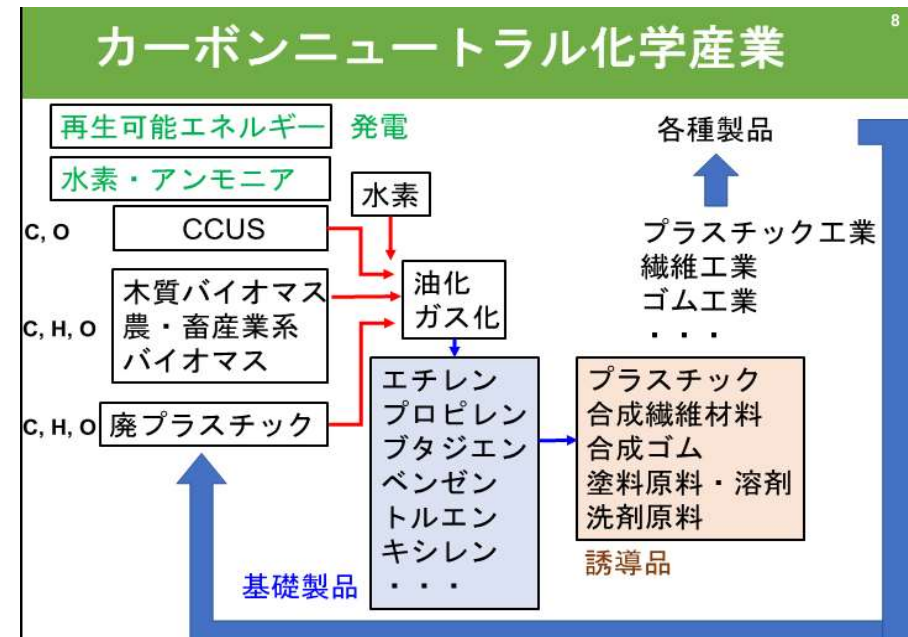 8
カーボンニュートラル化学産業
再生可能エネルギー 発電
水素・アンモニア
水素
C, O
CCUS
C, H, O
木質バイオマス
農・畜産業系
バイオマス
C, H, O
廃プラスチック
油化
ガス化
エチレン
プロピレン
ブタジエン
ベンゼン
トルエン
キシレン
・・・
基礎製品
各種製品
プラスチック工業
繊維工業
ゴム工業
・・・
プラスチック
合成繊維材料
合成ゴム
塗料原料・溶剤
洗剤原料
誘導品